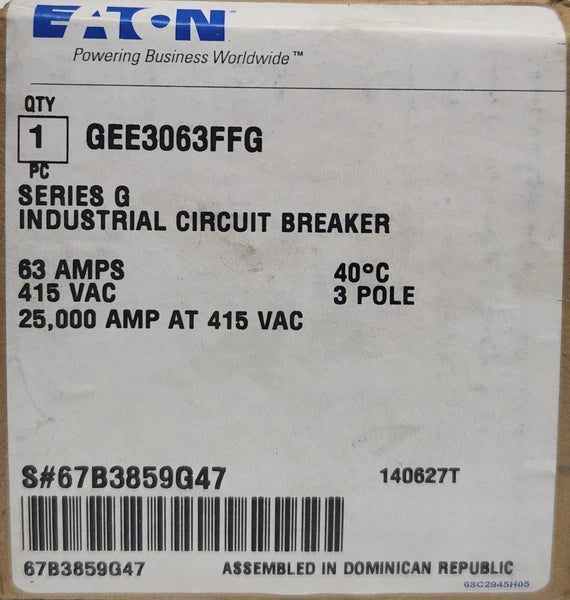 EATON
Powering Business Worldwide™
QTY
1
PC
GEE3063FFG
SERIES G
INDUSTRIAL CIRCUIT BREAKER
63 AMPS
40°C
415 VAC
3 POLE
25,000 AMP AT 415 VAC
S#67B3859G47
140627T
67B3859G47
ASSEMBLED IN DOMINICAN REPUBLIC
68C2945H05